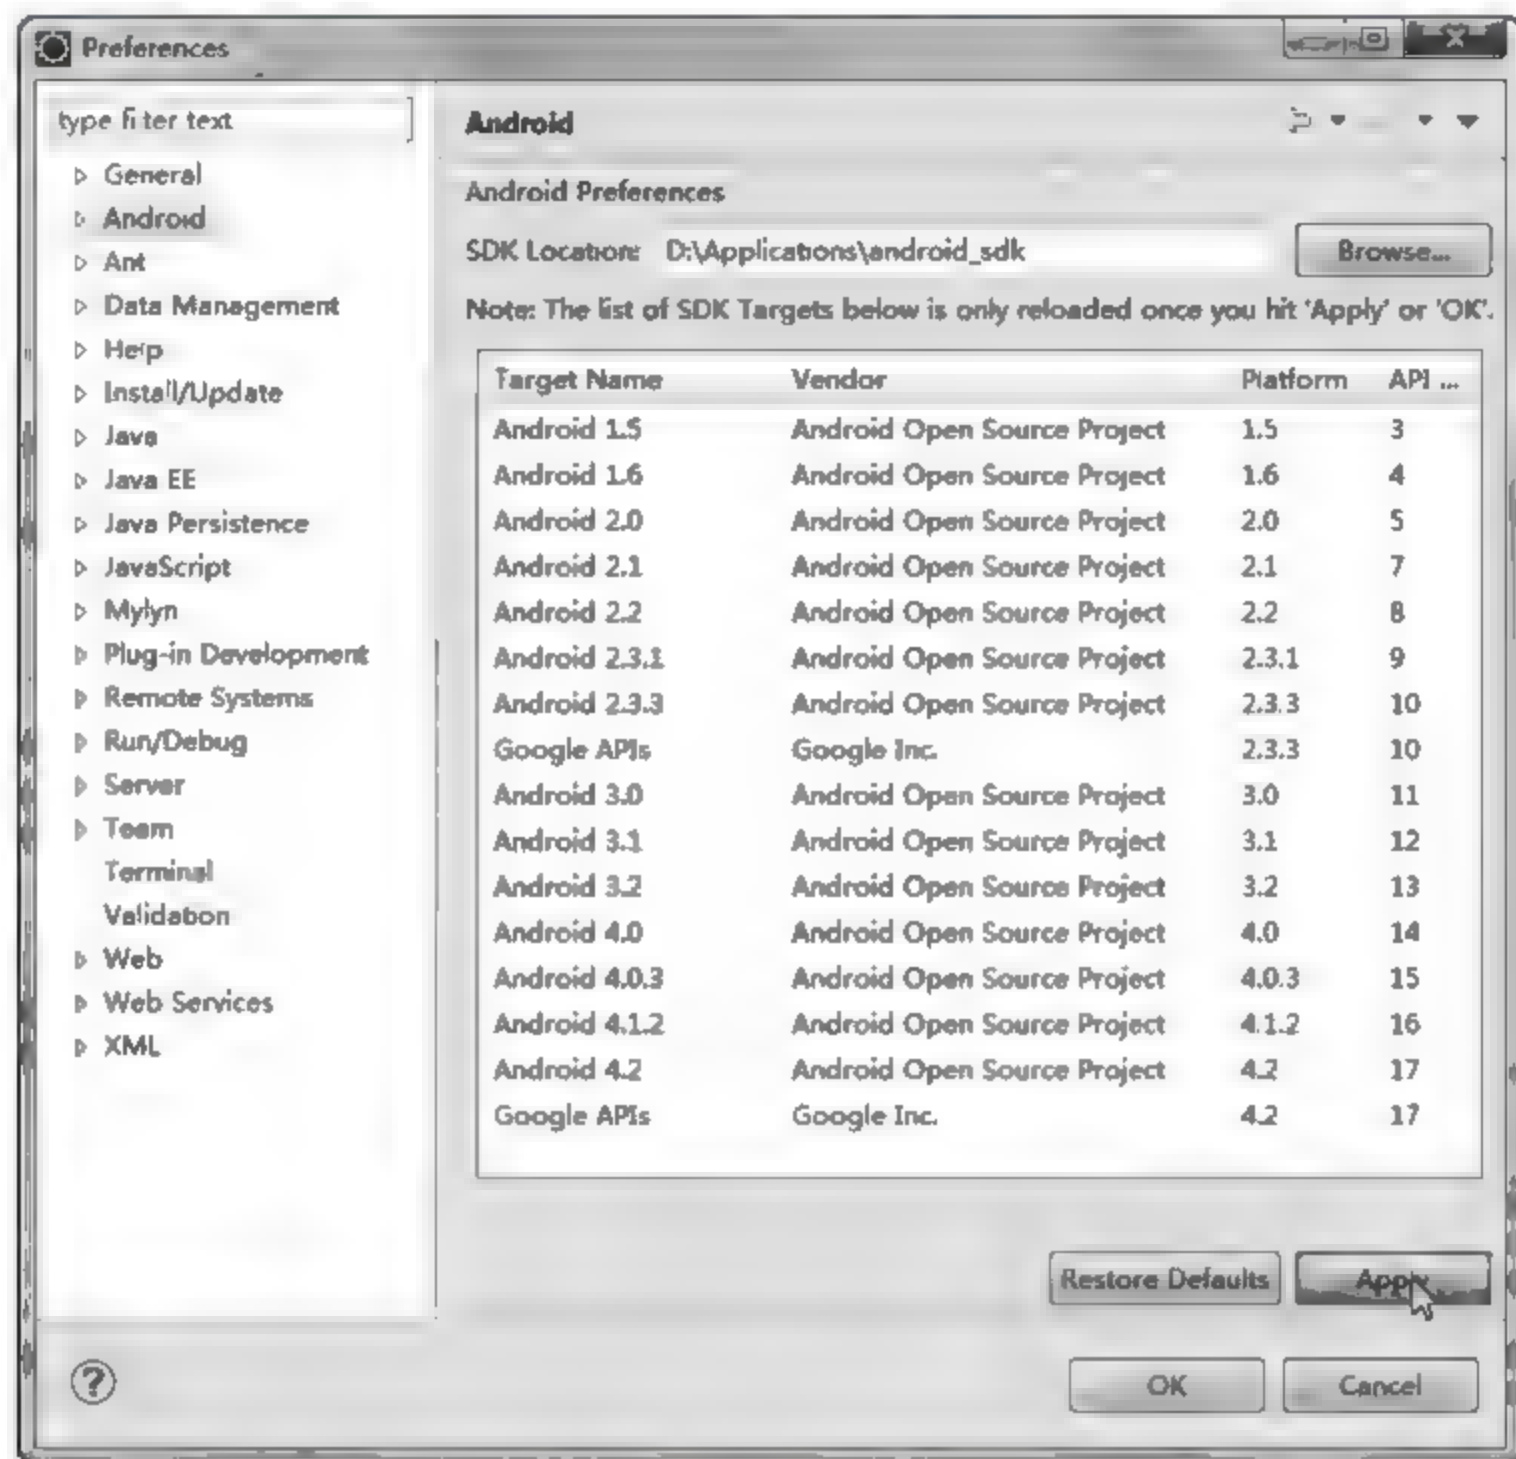 Preferences
type filter text
General
Android
Ant
Data Management
Help
Install/Update
Java
Java EE
Java Persistence
JavaScript
Mylyn
Plug-in Development
Remote Systems
Run/Debug
Server
Team
Terminal
Validation
Web
Web Services
XML
Android
Android Preferences
SDK Location: D:\Applications\android_sdk Browse...
Note: The list of SDK Targets below is only reloaded once you hit 'Apply' or 'OK'.
Target Name Vendor Platform API ...
Android 1.5 Android Open Source Project 1.5 3
Android 1.6 Android Open Source Project 1.6 4
Android 2.0 Android Open Source Project 2.0 5
Android 2.1 Android Open Source Project 2.1 7
Android 2.2 Android Open Source Project 2.2 8
Android 2.3.1 Android Open Source Project 2.3.1 9
Android 2.3.3 Android Open Source Project 2.3.3 10
Google APIs Google Inc. 2.3.3 10
Android 3.0 Android Open Source Project 3.0 11
Android 3.1 Android Open Source Project 3.1 12
Android 3.2 Android Open Source Project 3.2 13
Android 4.0 Android Open Source Project 4.0 14
Android 4.0.3 Android Open Source Project 4.0.3 15
Android 4.1.2 Android Open Source Project 4.1.2 16
Android 4.2 Android Open Source Project 4.2 17
Google APIs Google Inc. 4.2 17
Restore Defaults Apply
? OK Cancel